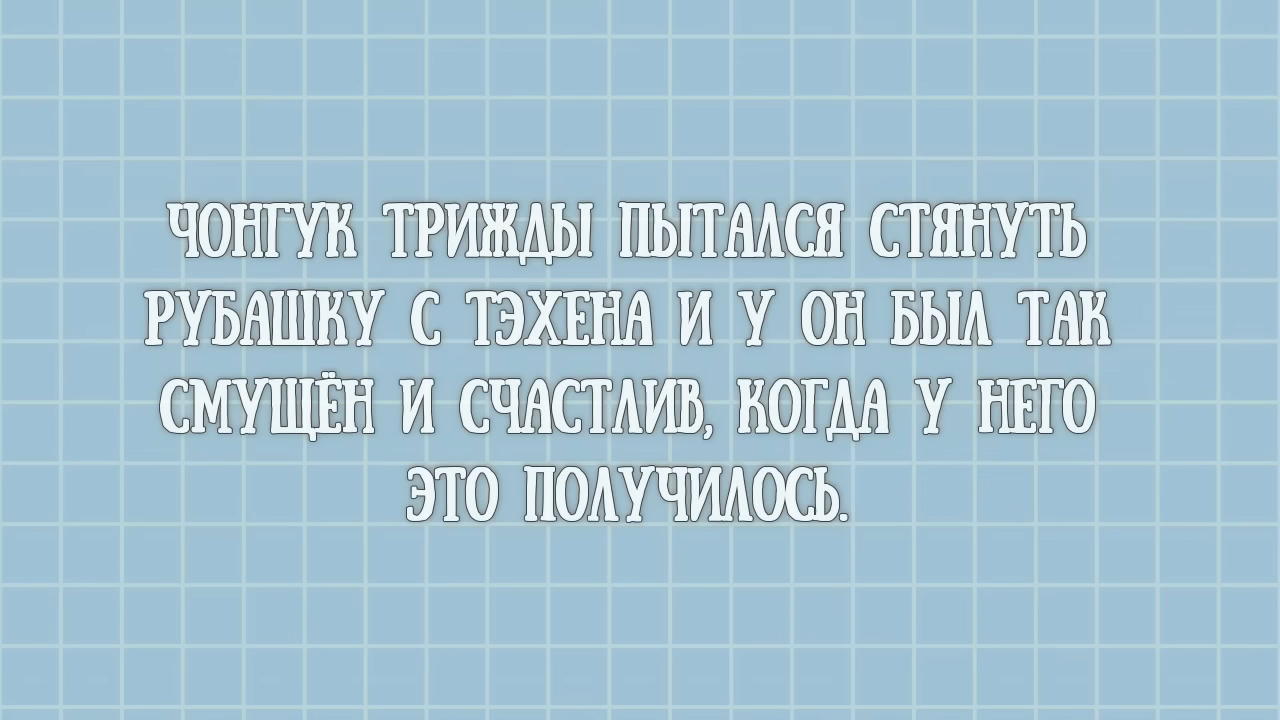 ЧОНГУК ТРИЖДЫ ПЫТАЛСЯ СТЯНУТЬ
РУБАШКУ С ТЭХЕНА И У ОН БЫЛ ТАК
СМУЩЁН И СЧАСТЛИВ, КОГДА У НЕГО
ЭТО ПОЛУЧИЛОСЬ.